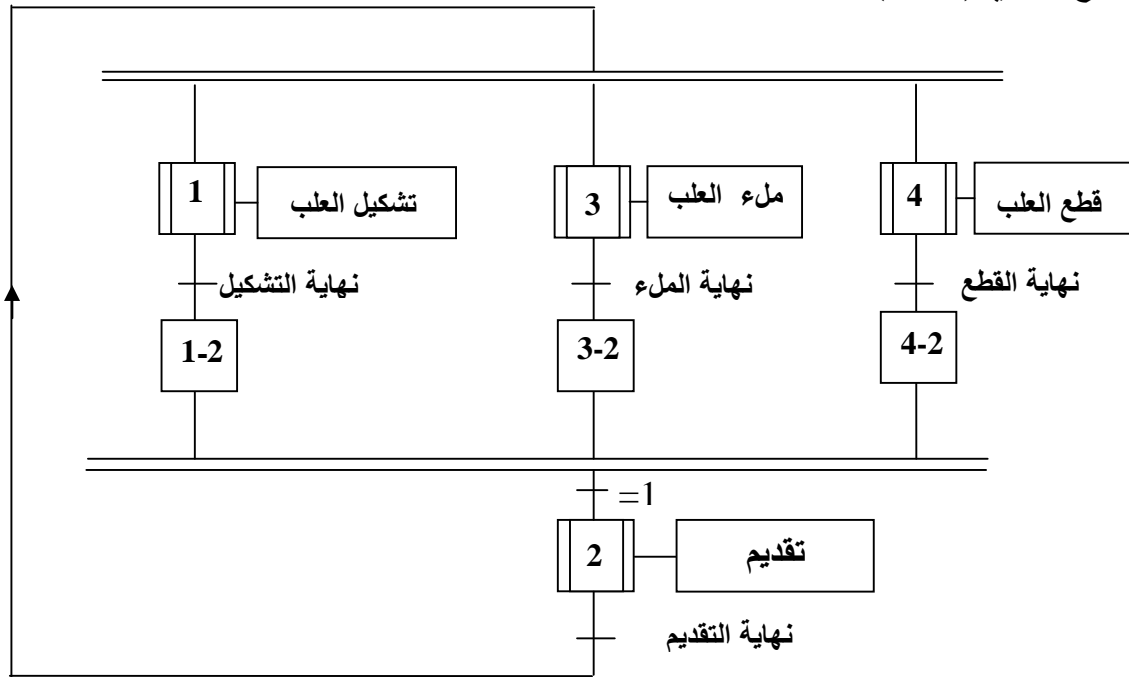 1
تشكيل العلب
3
ملء العلب
4
قطع العلب
نهاية التشكيل
نهاية الملء
نهاية القطع
1-2
3-2
4-2
=1
2
تقديم
نهاية التقديم